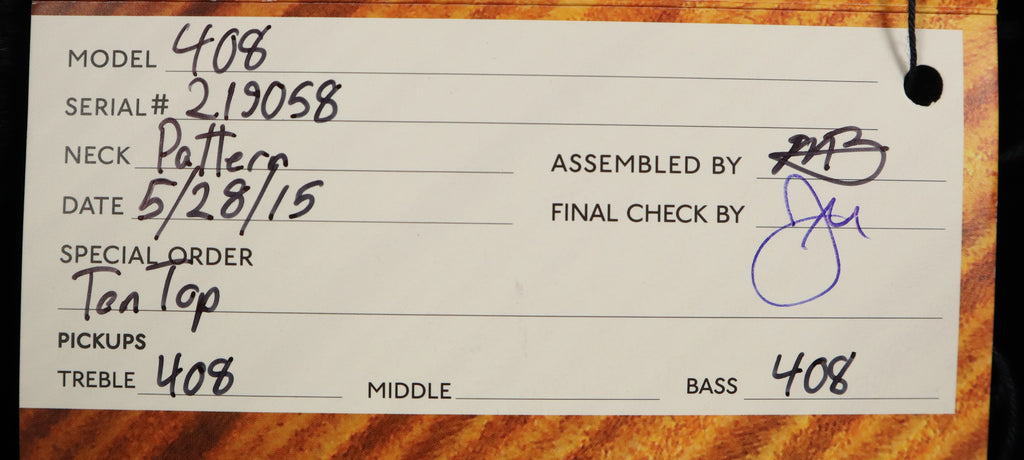 MODEL 408
SERIAL # 219058
NECK Pattern
ASSEMBLED BY
DATE 5/28/15
FINAL CHECK BY
SPECIAL ORDER
Ten Top
PICKUPS
TREBLE 408 MIDDLE BASS 408